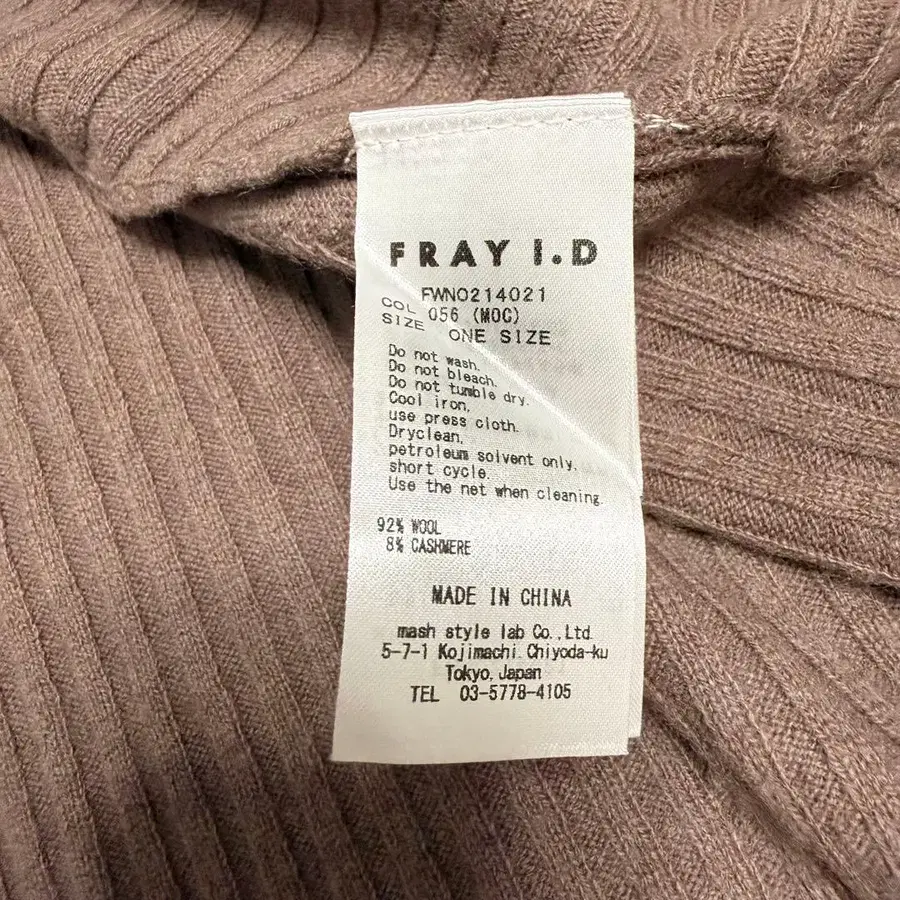 FRAY I.D
FWNO214021
COL 056 (MOC)
SIZE ONE SIZE
Do not wash.
Do not bleach.
Do not tumble dry.
Cool iron,
use press cloth.
Dryclean,
petroleum solvent only,
short cycle.
Use the net when cleaning.
92% WOOL
8% CASHMERE
MADE IN CHINA
mash style lab Co.,Ltd.
5-7-1 Kojimachi Chiyoda-ku
Tokyo, Japan
TEL 03-5778-4105